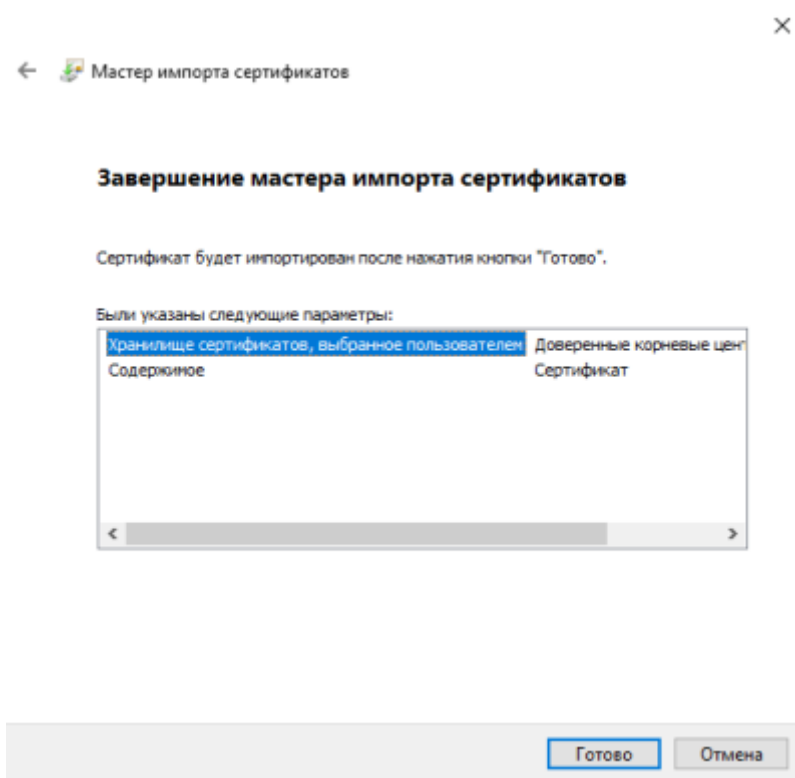 Мастер импорта сертификатов
Завершение мастера импорта сертификатов
Сертификат будет импортирован после нажатия кнопки "Готово".
Были указаны следующие параметры:
Хранилище сертификатов, выбранное пользователем Доверенные корневые цен
Содержимое Сертификат
Готово Отмена